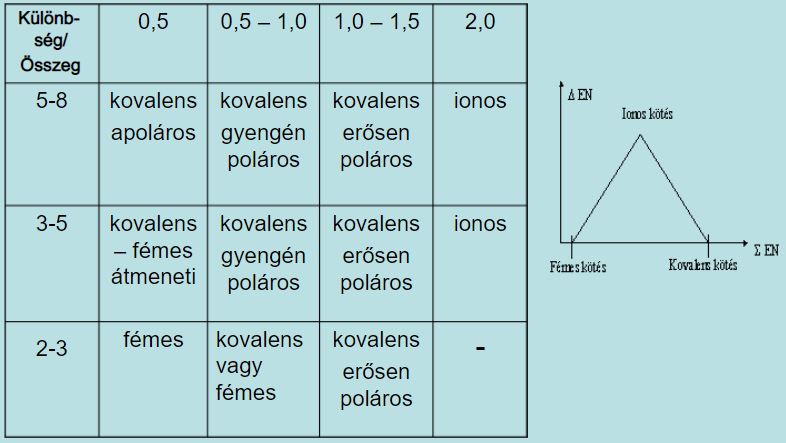 Különb-
ség/
Összeg
0,5
0,5 – 1,0
1,0 – 1,5
2,0
5-8
kovalens
apoláros
kovalens
gyengén
poláros
kovalens
erősen
poláros
ionos
3-5
kovalens
– fémes
átmeneti
kovalens
gyengén
poláros
kovalens
erősen
poláros
ionos
2-3
fémes
kovalens
vagy
fémes
kovalens
erősen
poláros
-
Δ EN
Ionos kötés
Σ EN
Fémes kötés
Kovalens kötés